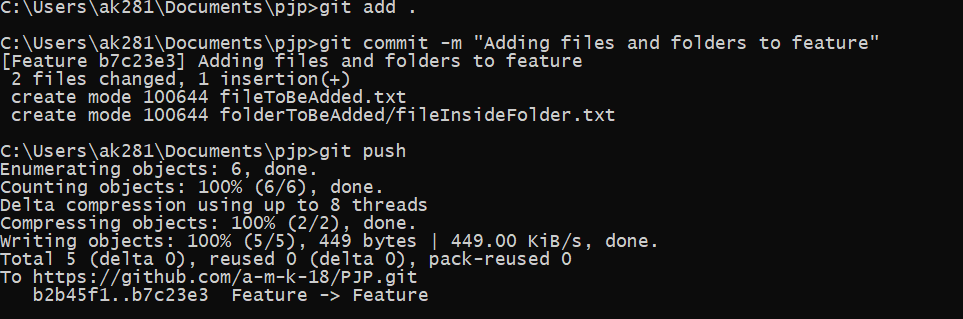 C:\Users\ak281\Documents\pjp>git add .
C:\Users\ak281\Documents\pjp>git commit -m "Adding files and folders to feature"
[Feature b7c23e3] Adding files and folders to feature
 2 files changed, 1 insertion(+)
 create mode 100644 fileToBeAdded.txt
 create mode 100644 folderToBeAdded/fileInsideFolder.txt
C:\Users\ak281\Documents\pjp>git push
Enumerating objects: 6, done.
Counting objects: 100% (6/6), done.
Delta compression using up to 8 threads
Compressing objects: 100% (2/2), done.
Writing objects: 100% (5/5), 449 bytes | 449.00 KiB/s, done.
Total 5 (delta 0), reused 0 (delta 0), pack-reused 0
To https://github.com/a-m-k-18/PJP.git
   b2b45f1..b7c23e3  Feature -> Feature